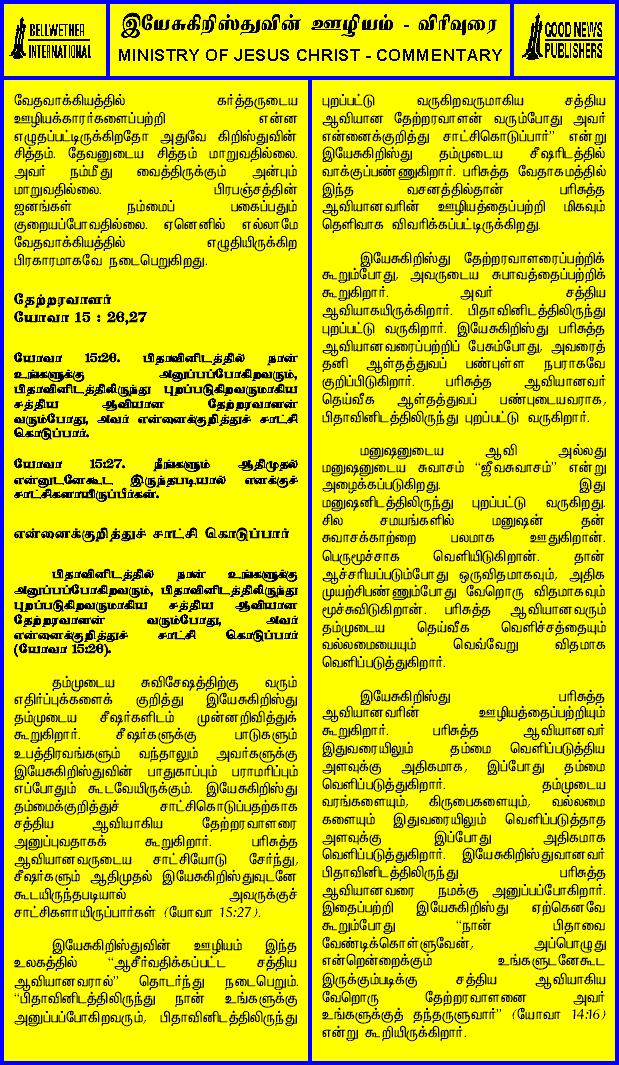 BELLWETHER
INTERNATIONAL
இயேசுகிறிஸ்துவின் ஊழியம் - விரிவுரை
MINISTRY OF JESUS CHRIST - COMMENTARY
GOOD NEWS
PUBLISHERS
வேதவாக்கியத்தில் கர்த்தருடைய
ஊழியக்காரர்களைப்பற்றி என்ன
எழுதப்பட்டிருக்கிறதோ அதுவே கிறிஸ்துவின்
சித்தம். தேவனுடைய சித்தம் மாறுவதில்லை.
அவர் நம்மீது வைத்திருக்கும் அன்பும்
மாறுவதில்லை. பிரபஞ்சத்தின்
ஜனங்கள் நம்மைப் பகைப்பதும்
குறையப்போவதில்லை. ஏனெனில் எல்லாமே
வேதவாக்கியத்தில் எழுதியிருக்கிற
பிரகாரமாகவே நடைபெறுகிறது.
தேற்றரவாளர்
யோவா 15 : 26,27
யோவா 15:26. பிதாவினிடத்தில் நான்
உங்களுக்கு அனுப்பப்போகிறவரும்,
பிதாவினிடத்திலிருந்து புறப்படுகிறவருமாகிய
சத்திய ஆவியான தேற்றரவாளன்
வரும்போது, அவர் என்னைக்குறித்துச் சாட்சி
கொடுப்பார்.
யோவா 15:27. நீங்களும் ஆதிமுதல்
என்னுடனேகூட இருந்தபடியால் எனக்குச்
சாட்சிகளாயிருப்பீர்கள்.
என்னைக்குறித்துச் சாட்சி கொடுப்பார்
பிதாவினிடத்தில் நான் உங்களுக்கு
அனுப்பப்போகிறவரும், பிதாவினிடத்திலிருந்து
புறப்படுகிறவருமாகிய சத்திய ஆவியான
தேற்றரவாளன் வரும்போது, அவர்
என்னைக்குறித்துச் சாட்சி கொடுப்பார்
(யோவா 15:26).
தம்முடைய சுவிசேஷத்திற்கு வரும்
எதிர்ப்புக்களைக் குறித்து இயேசுகிறிஸ்து
தம்முடைய சீஷர்களிடம் முன்னறிவித்துக்
கூறுகிறார். சீஷர்களுக்கு பாடுகளும்
உபத்திரவங்களும் வந்தாலும் அவர்களுக்கு
இயேசுகிறிஸ்துவின் பாதுகாப்பும் பராமரிப்பும்
எப்போதும் கூடவேயிருக்கும். இயேசுகிறிஸ்து
தம்மைக்குறித்துச் சாட்சிகொடுப்பதற்காக
சத்திய ஆவியாகிய தேற்றரவாளரை
அனுப்புவதாகக் கூறுகிறார். பரிசுத்த
ஆவியானவருடைய சாட்சியோடு சேர்ந்து,
சீஷர்களும் ஆதிமுதல் இயேசுகிறிஸ்துவுடனே
கூடயிருந்தபடியால் அவருக்குச்
சாட்சிகளாயிருப்பார்கள் (யோவா 15:27).
இயேசுகிறிஸ்துவின் ஊழியம் இந்த
உலகத்தில் “ஆசீர்வதிக்கப்பட்ட சத்திய
ஆவியானவரால்” தொடர்ந்து நடைபெறும்.
“பிதாவினிடத்திலிருந்து நான் உங்களுக்கு
அனுப்பப்போகிறவரும், பிதாவினிடத்திலிருந்து
புறப்பட்டு வருகிறவருமாகிய சத்திய
ஆவியான தேற்றரவாளன் வரும்போது அவர்
என்னைக்குறித்து சாட்சிகொடுப்பார்” என்று
இயேசுகிறிஸ்து தம்முடைய சீஷரிடத்தில்
வாக்குப்பண்ணுகிறார். பரிசுத்த வேதாகமத்தில்
இந்த வசனத்தில்தான் பரிசுத்த
ஆவியானவரின் ஊழியத்தைப்பற்றி மிகவும்
தெளிவாக விவரிக்கப்பட்டிருக்கிறது.
இயேசுகிறிஸ்து தேற்றரவாளரைப்பற்றிக்
கூறும்போது, அவருடைய சுபாவத்தைப்பற்றிக்
கூறுகிறார். அவர் சத்திய
ஆவியாகயிருக்கிறார். பிதாவினிடத்திலிருந்து
புறப்பட்டு வருகிறார். இயேசுகிறிஸ்து பரிசுத்த
ஆவியானவரைப்பற்றிப் பேசும்போது, அவரைத்
தனி ஆள்தத்துவப் பண்புள்ள நபராகவே
குறிப்பிடுகிறார். பரிசுத்த ஆவியானவர்
தெய்வீக ஆள்தத்துவப் பண்புடையவராக,
பிதாவினிடத்திலிருந்து புறப்பட்டு வருகிறார்.
மனுஷனுடைய ஆவி அல்லது
மனுஷனுடைய சுவாசம் “ஜீவசுவாசம்” என்று
அழைக்கப்படுகிறது. இது
மனுஷனிடத்திலிருந்து புறப்பட்டு வருகிறது.
சில சமயங்களில் மனுஷன் தன்
சுவாசக்காற்றை பலமாக ஊதுகிறான்.
பெருமூச்சாக வெளியிடுகிறான். தான்
ஆச்சரியப்படும்போது ஒருவிதமாகவும், அதிக
முயற்சிபண்ணும்போது வேறொரு விதமாகவும்
மூச்சுவிடுகிறான். பரிசுத்த ஆவியானவரும்
தம்முடைய தெய்வீக வெளிச்சத்தையும்
வல்லமையையும் வெவ்வேறு விதமாக
வெளிப்படுத்துகிறார்.
இயேசுகிறிஸ்து பரிசுத்த
ஆவியானவரின் ஊழியத்தைப்பற்றியும்
கூறுகிறார். பரிசுத்த ஆவியானவர்
இதுவரையிலும் தம்மை வெளிப்படுத்திய
அளவுக்கு அதிகமாக, இப்போது தம்மை
வெளிப்படுத்துகிறார். தம்முடைய
வரங்களையும், கிருபைகளையும், வல்லமை
களையும் இதுவரையிலும் வெளிப்படுத்தாத
அளவுக்கு இப்போது அதிகமாக
வெளிப்படுத்துகிறார். இயேசுகிறிஸ்துவானவர்
பிதாவினிடத்திலிருந்து பரிசுத்த
ஆவியானவரை நமக்கு அனுப்பப்போகிறார்.
இதைப்பற்றி இயேசுகிறிஸ்து ஏற்கெனவே
கூறும்போது “நான் பிதாவை
வேண்டிக்கொள்ளுவேன், அப்பொழுது
என்றென்றைக்கும் உங்களுடனேகூட
இருக்கும்படிக்கு சத்திய ஆவியாகிய
வேறொரு தேற்றரவாளனை அவர்
உங்களுக்குத் தந்தருளுவார்” (யோவா 14:16)
என்று கூறியிருக்கிறார்.